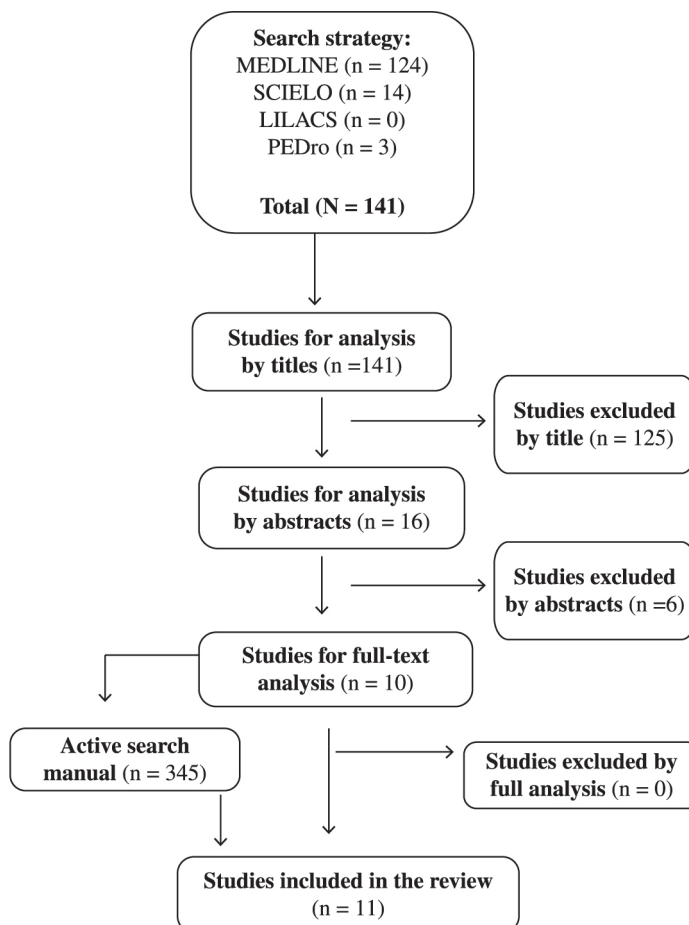 Search strategy:
MEDLINE (n = 124)
SCIELO (n = 14)
LILACS (n = 0)
PEDro (n = 3)
Total (N = 141)
Studies for analysis
by titles (n =141)
Studies excluded
by title (n = 125)
Studies for analysis
by abstracts (n = 16)
Studies excluded
by abstracts (n =6)
Studies for full-text
analysis (n = 10)
Active search
manual (n = 345)
Studies excluded by
full analysis (n = 0)
Studies included in the review
(n = 11)